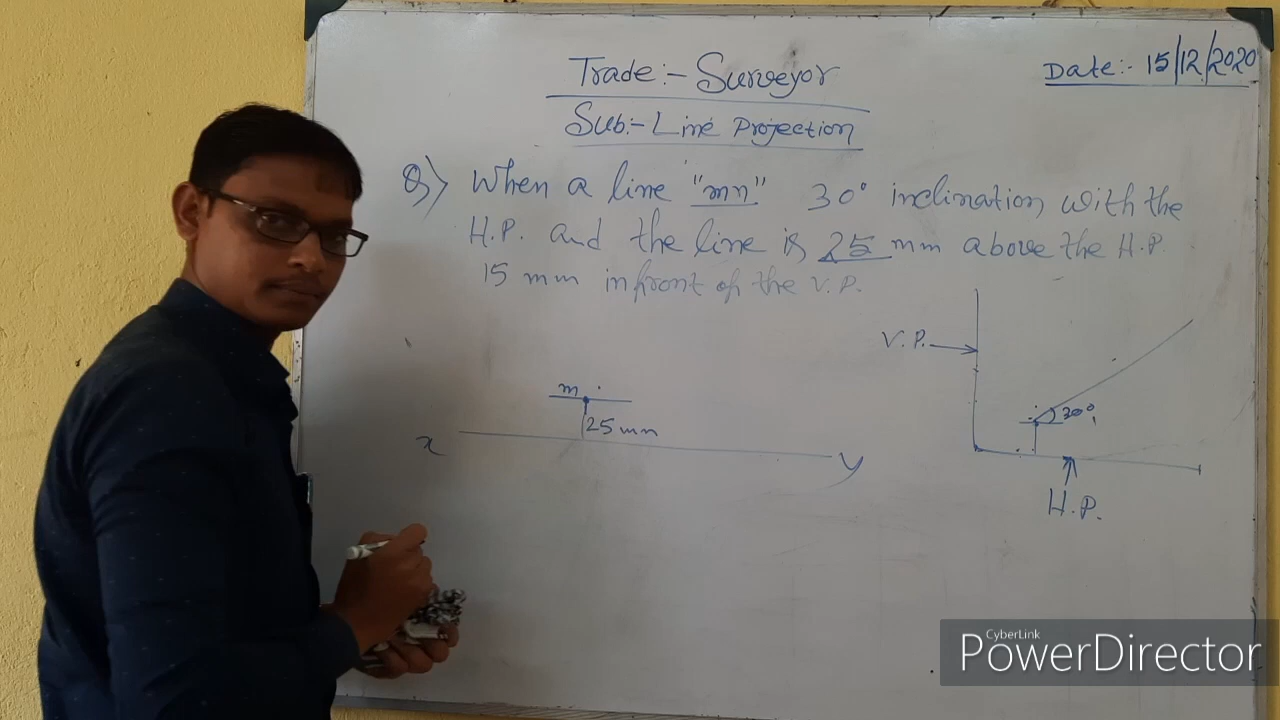 Trade:- Surveyor
Date:- 15/12/2020
Sub:- Line Projection
Q) When a line "mn" 30° inclination with the
H.P. and the line is 25 mm above the H.P
15 mm infront of the V.P.
V.P.
m
25 mm
30°
x
y
H.P.
CyberLink
PowerDirector